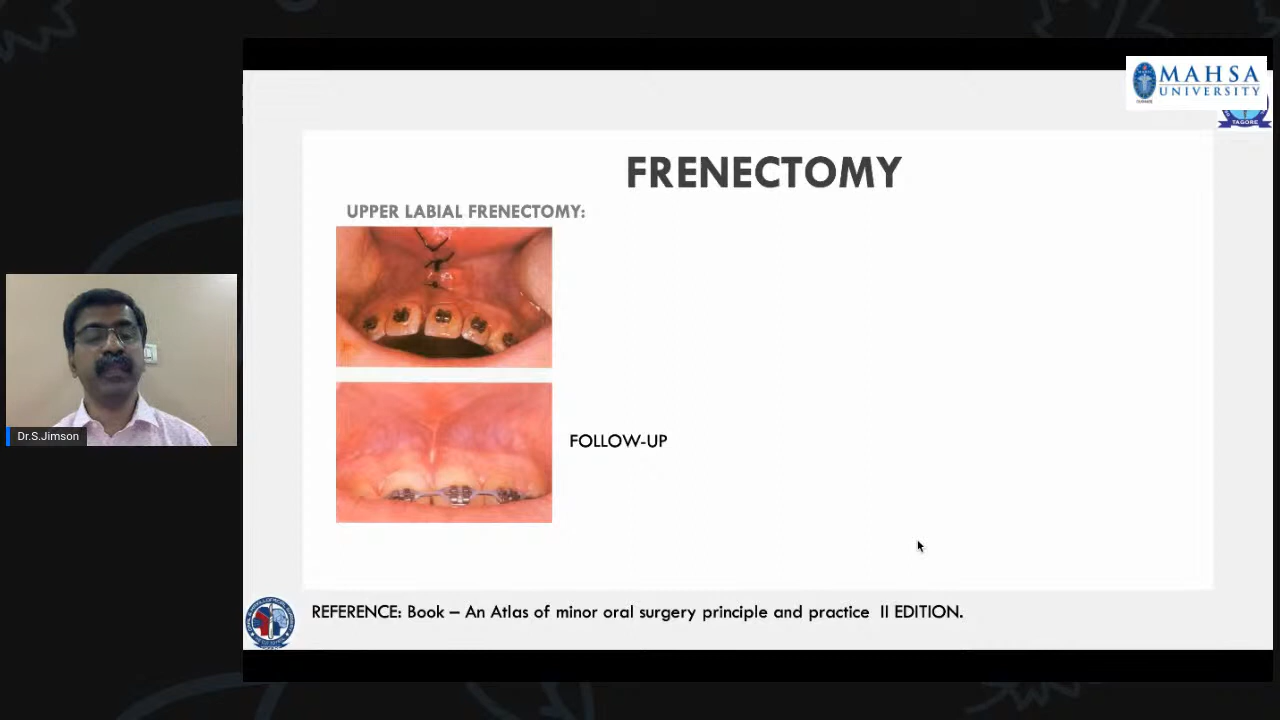 MAHSA
UNIVERSITY
TAGORE
FRENECTOMY
UPPER LABIAL FRENECTOMY:
FOLLOW-UP
Dr.S.Jimson
REFERENCE: Book – An Atlas of minor oral surgery principle and practice II EDITION.